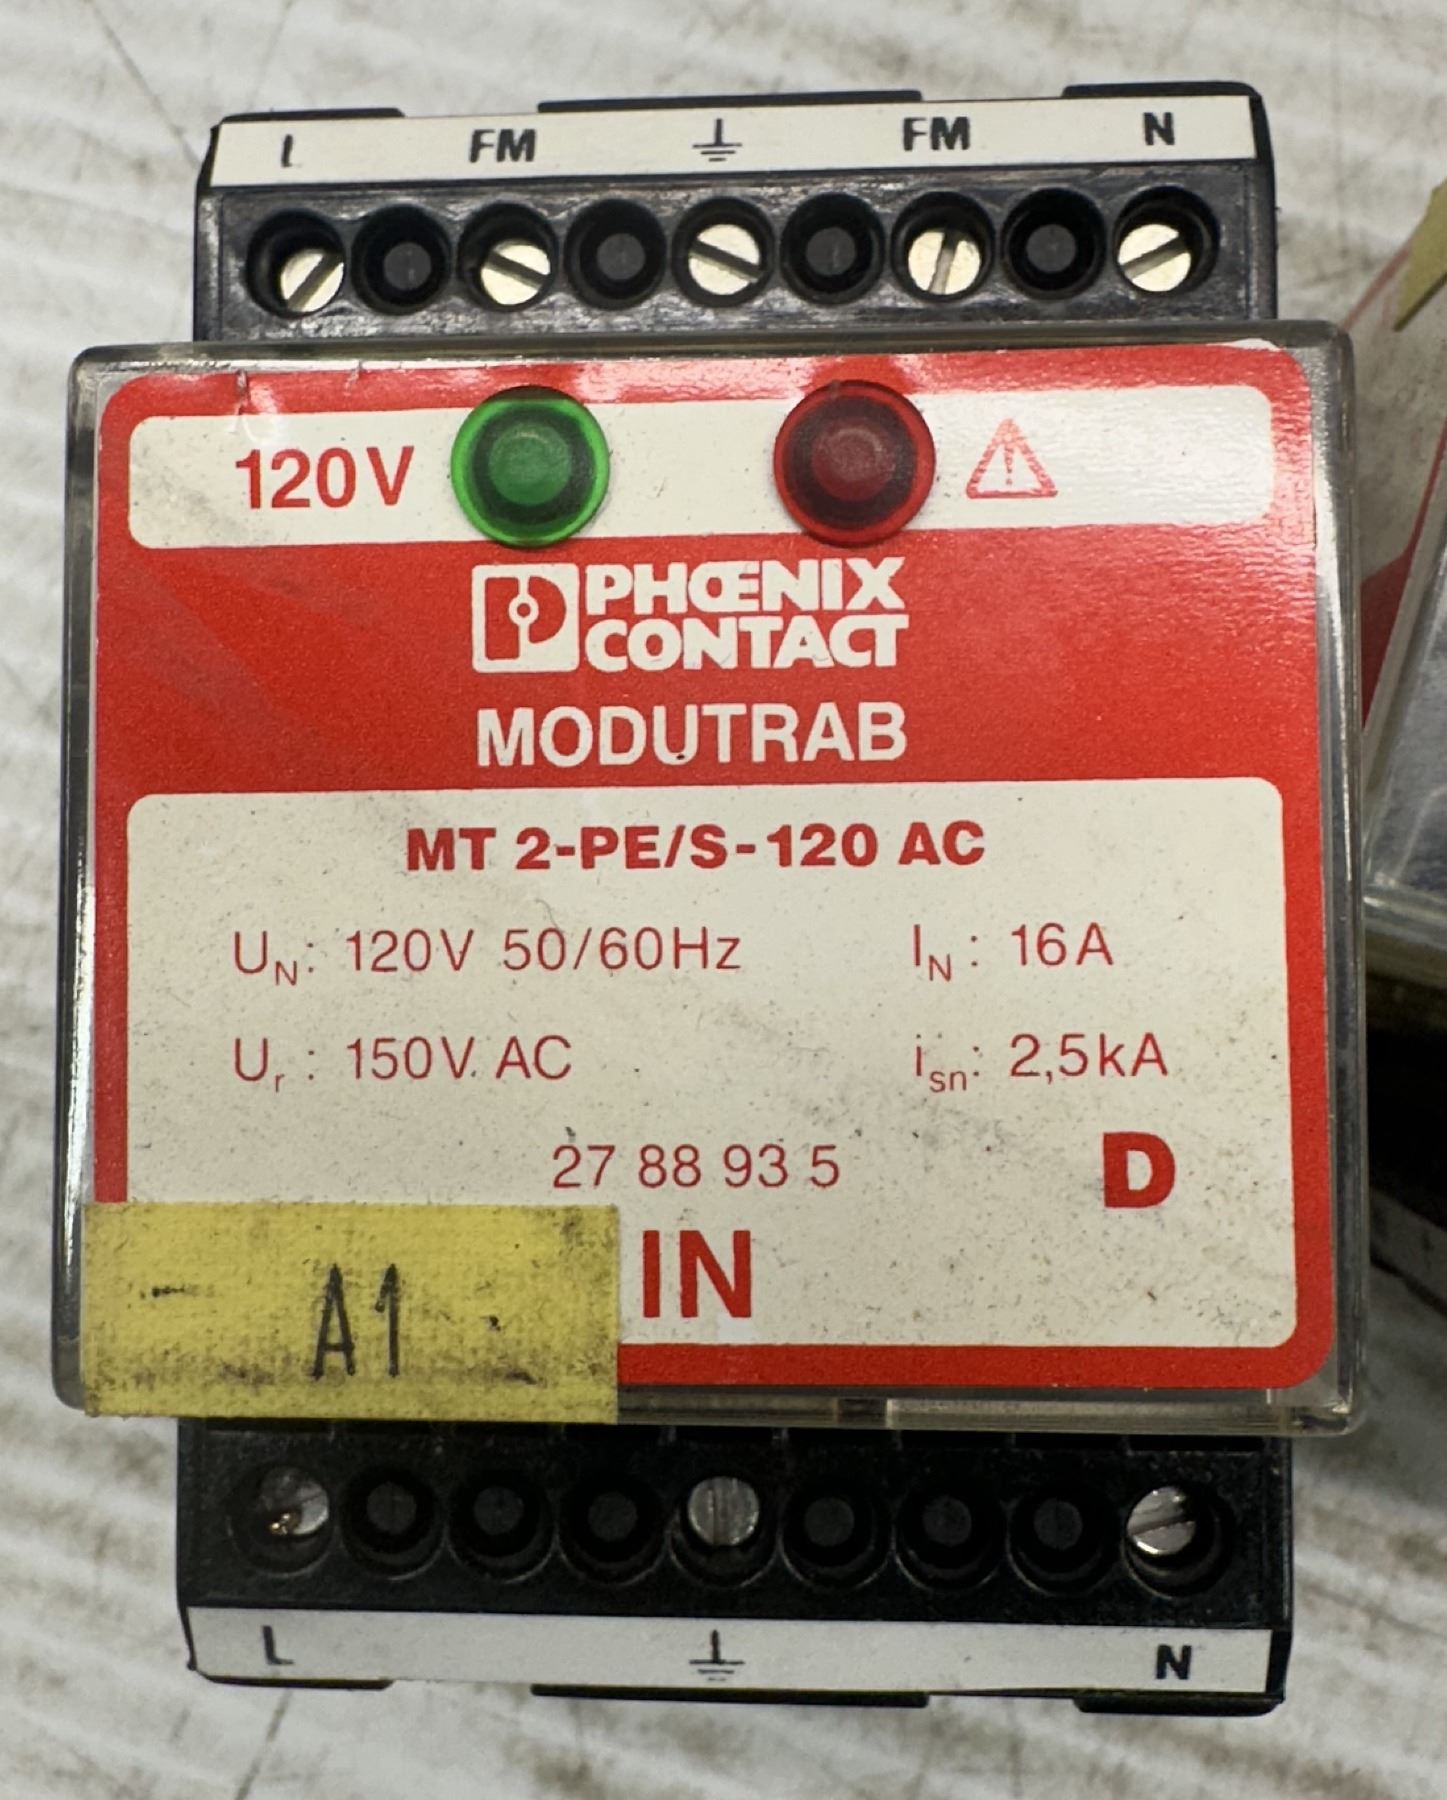 L FM ⏚ FM N
120V ⚠
PHŒNIX
CONTACT
MODUTRAB
MT 2-PE/S-120 AC
UN: 120V 50/60Hz IN: 16A
Ur: 150V AC isn: 2,5kA
27 88 93 5
D
IN
A1
L ⏚ N